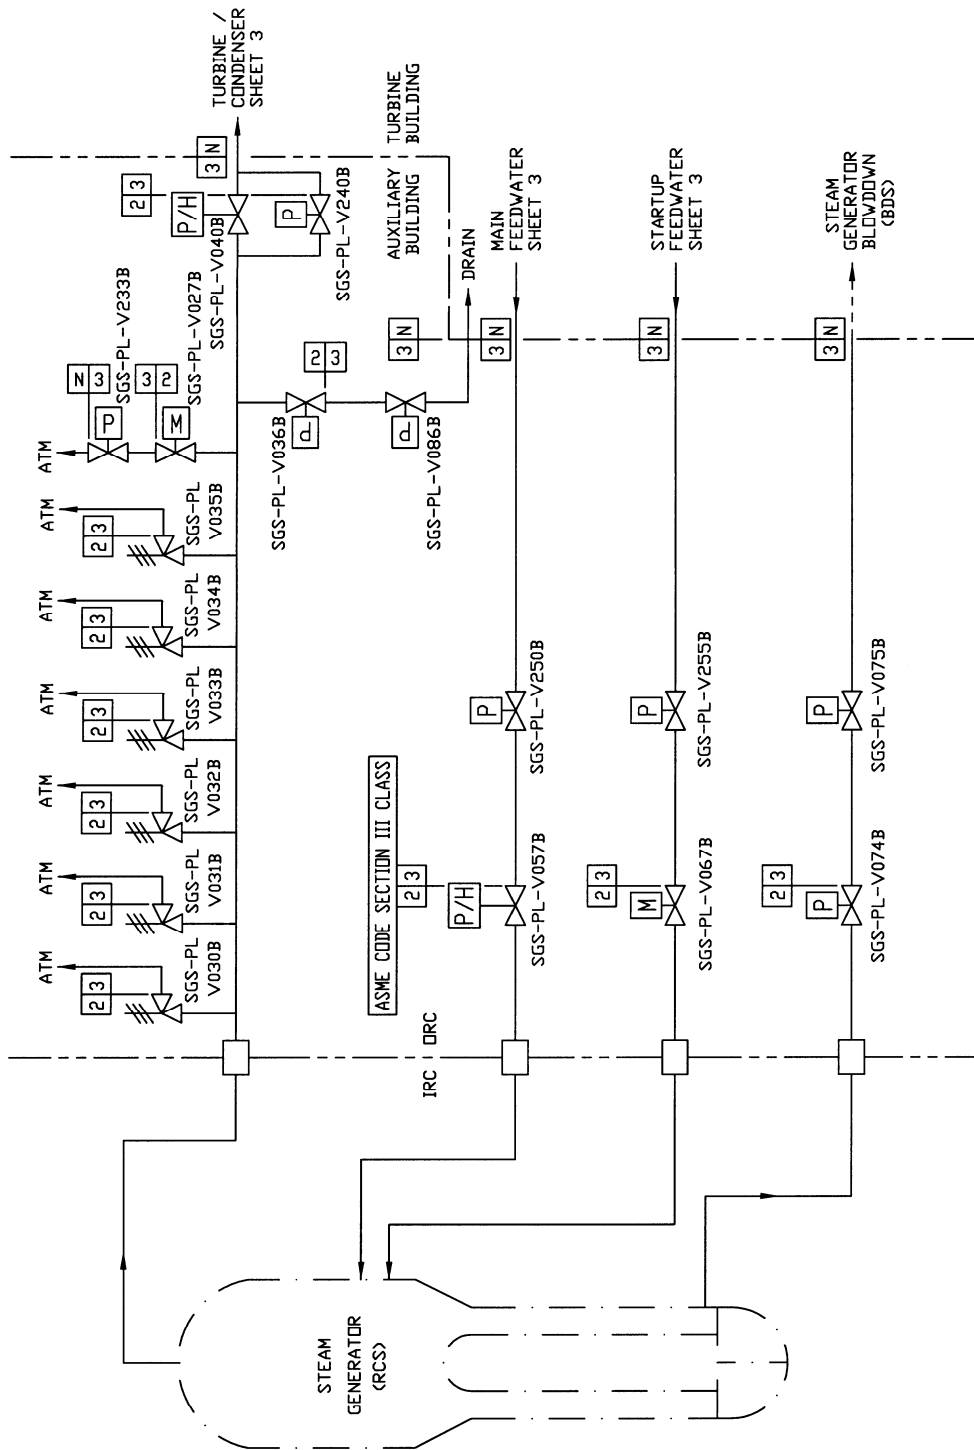 TURBINE /
CONDENSER
SHEET 3
3 N
2 3
P/H
SGS-PL-V040B
P
SGS-PL-V240B
TURBINE
BUILDING
AUXILIARY
BUILDING
ATM
N 3
P
SGS-PL-V233B
3 2
M
SGS-PL-V027B
ATM
2 3
SGS-PL
V035B
ATM
2 3
SGS-PL
V034B
ATM
2 3
SGS-PL
V033B
ATM
2 3
SGS-PL
V032B
ATM
2 3
SGS-PL
V031B
ATM
2 3
SGS-PL
V030B
2 3
P
SGS-PL-V036B
P
SGS-PL-V086B
DRAIN
3 N
MAIN
FEEDWATER
SHEET 3
3 N
P
SGS-PL-V250B
ASME CODE SECTION III CLASS
2 3
P/H
SGS-PL-V057B
STARTUP
FEEDWATER
SHEET 3
3 N
P
SGS-PL-V255B
2 3
M
SGS-PL-V067B
STEAM
GENERATOR
BLOWDOWN
(BDS)
3 N
P
SGS-PL-V075B
2 3
P
SGS-PL-V074B
IRC ORC
STEAM
GENERATOR
(RCS)